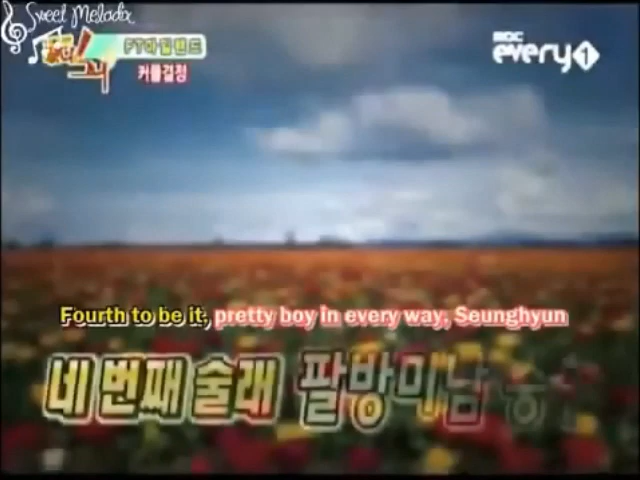 Sweet Meladix
FT아일랜드
커플결정
MBC
every1
Fourth to be it, pretty boy in every way, Seunghyun
네 번째 술래 팔방미남